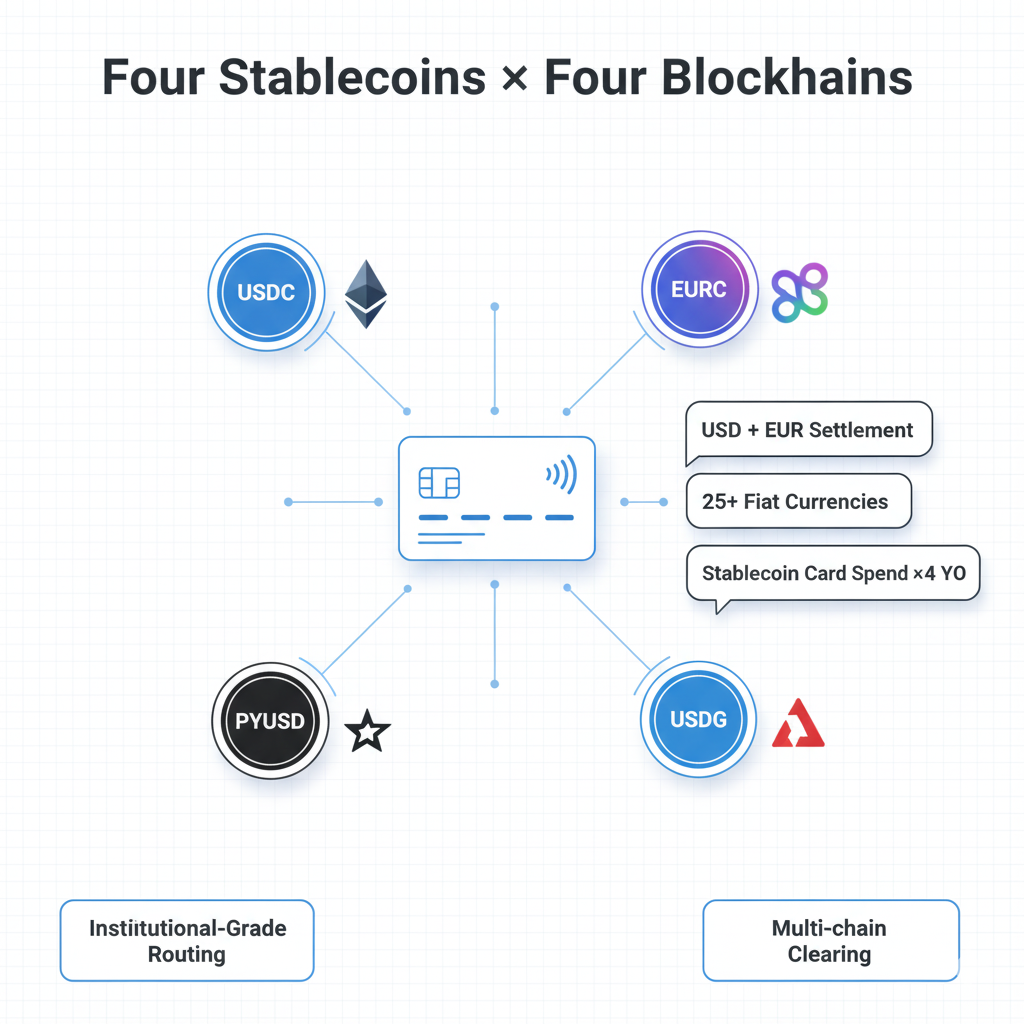 Four Stablecoins × Four Blockhains
USDC
EURC
USD + EUR Settlement
25+ Fiat Currencies
Stablecoin Card Spend ×4 YO
PYUSD
USDG
Instiitutional-Grade
Routing
Multi-chain
Clearing